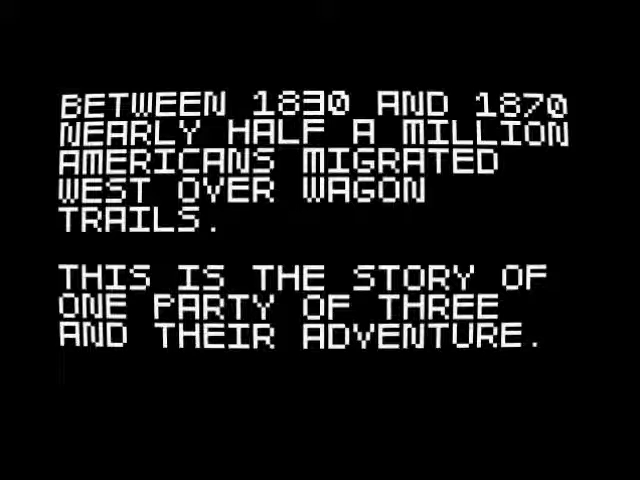 BETWEEN 1830 AND 1870
NEARLY HALF A MILLION
AMERICANS MIGRATED
WEST OVER WAGON
TRAILS.
THIS IS THE STORY OF
ONE PARTY OF THREE
AND THEIR ADVENTURE.